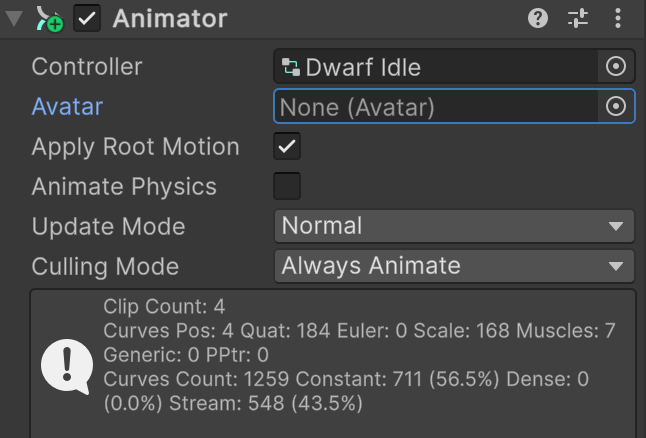 Animator
Controller
Dwarf Idle
Avatar
None (Avatar)
Apply Root Motion
Animate Physics
Update Mode
Normal
Culling Mode
Always Animate
Clip Count: 4
Curves Pos: 4 Quat: 184 Euler: 0 Scale: 168 Muscles: 7
Generic: 0 PPtr: 0
Curves Count: 1259 Constant: 711 (56.5%) Dense: 0
(0.0%) Stream: 548 (43.5%)